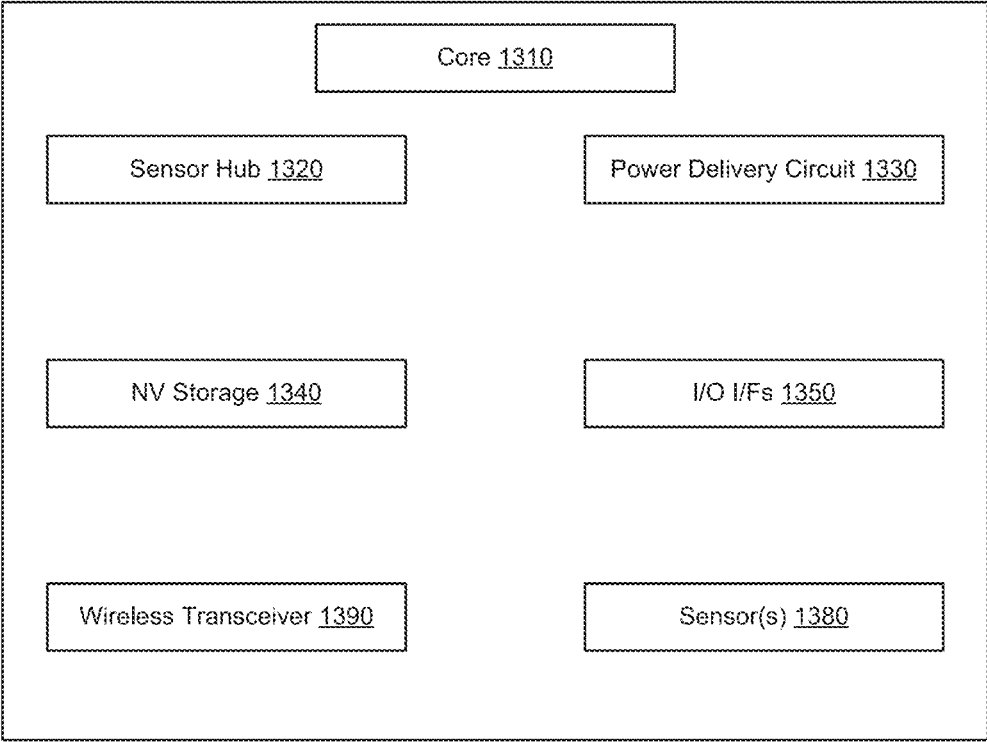 Core 1310
Sensor Hub 1320
Power Delivery Circuit 1330
NV Storage 1340
I/O I/Fs 1350
Wireless Transceiver 1390
Sensor(s) 1380